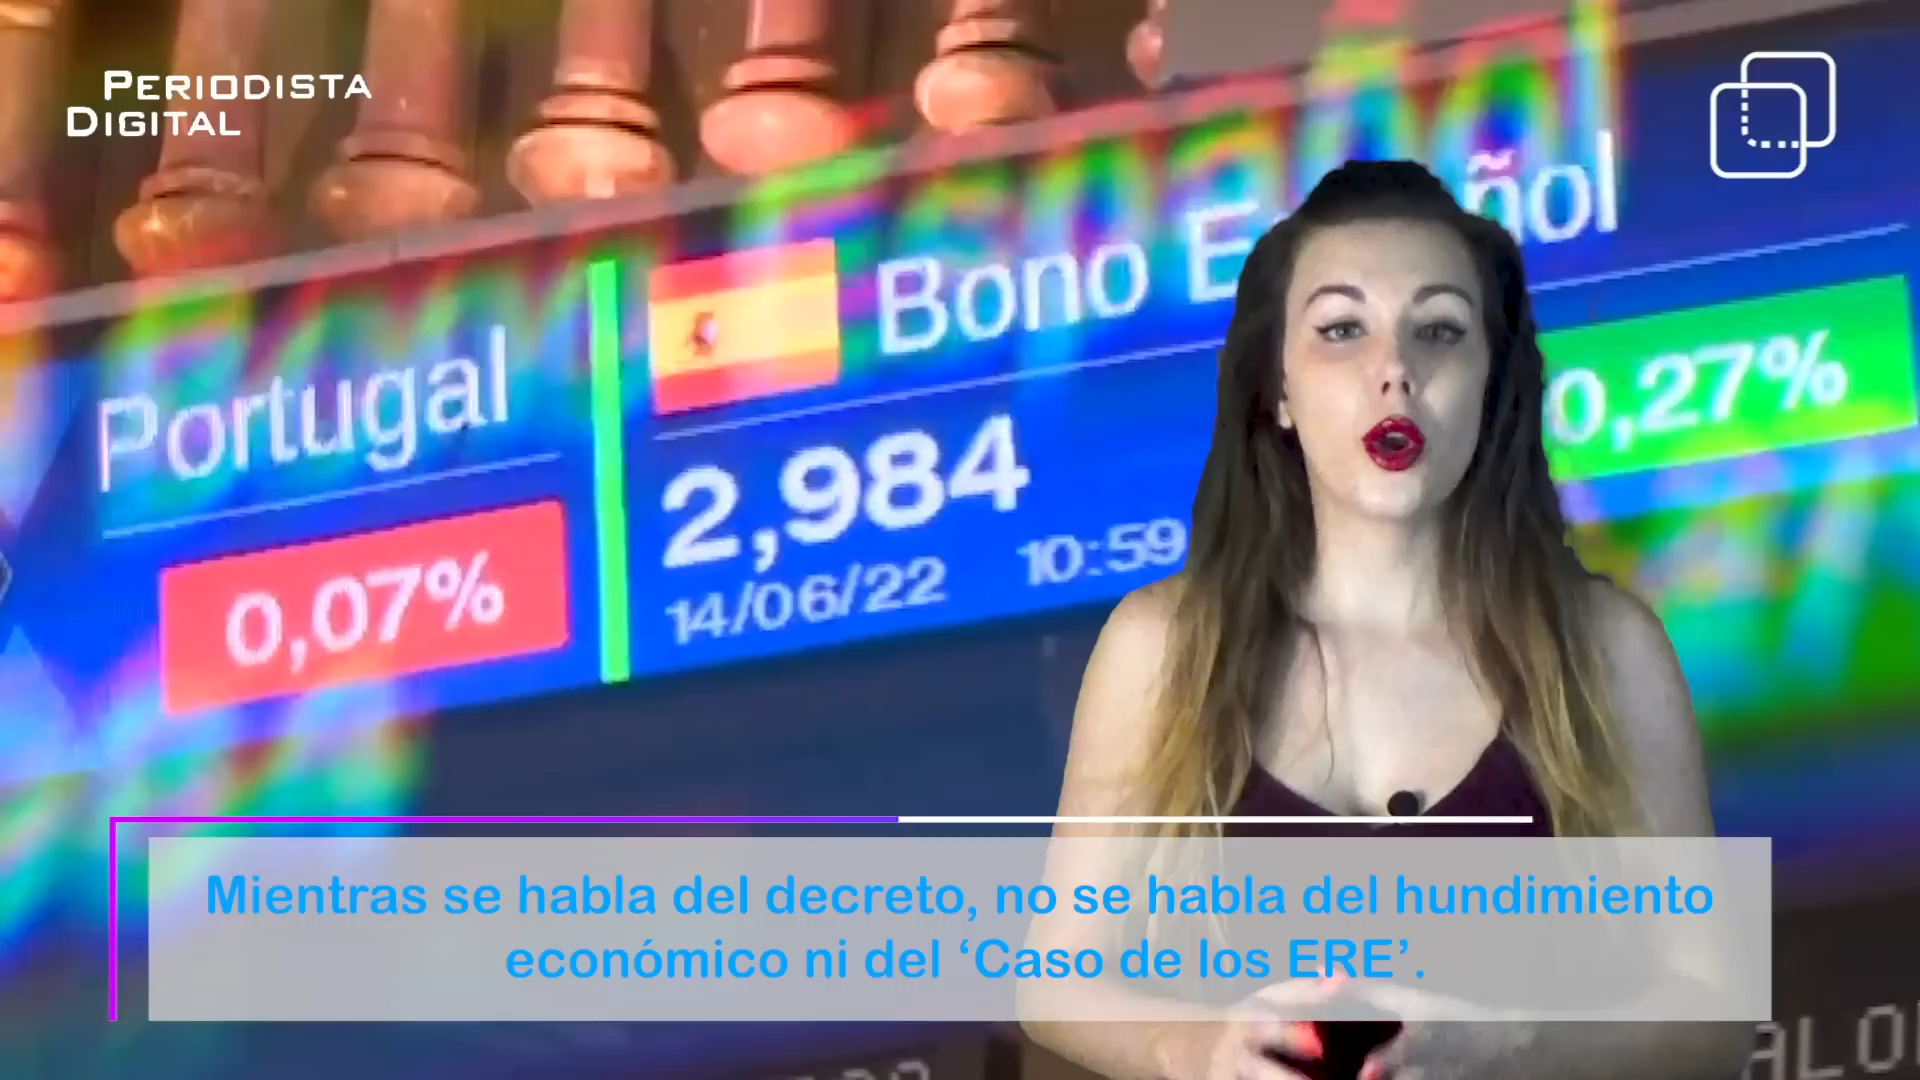 PERIODISTA
DIGITAL
Portugal
0,07%
Bono E ñol
2,984
14/06/22 10:59
0,27%
Mientras se habla del decreto, no se habla del hundimiento
económico ni del ‘Caso de los ERE’.